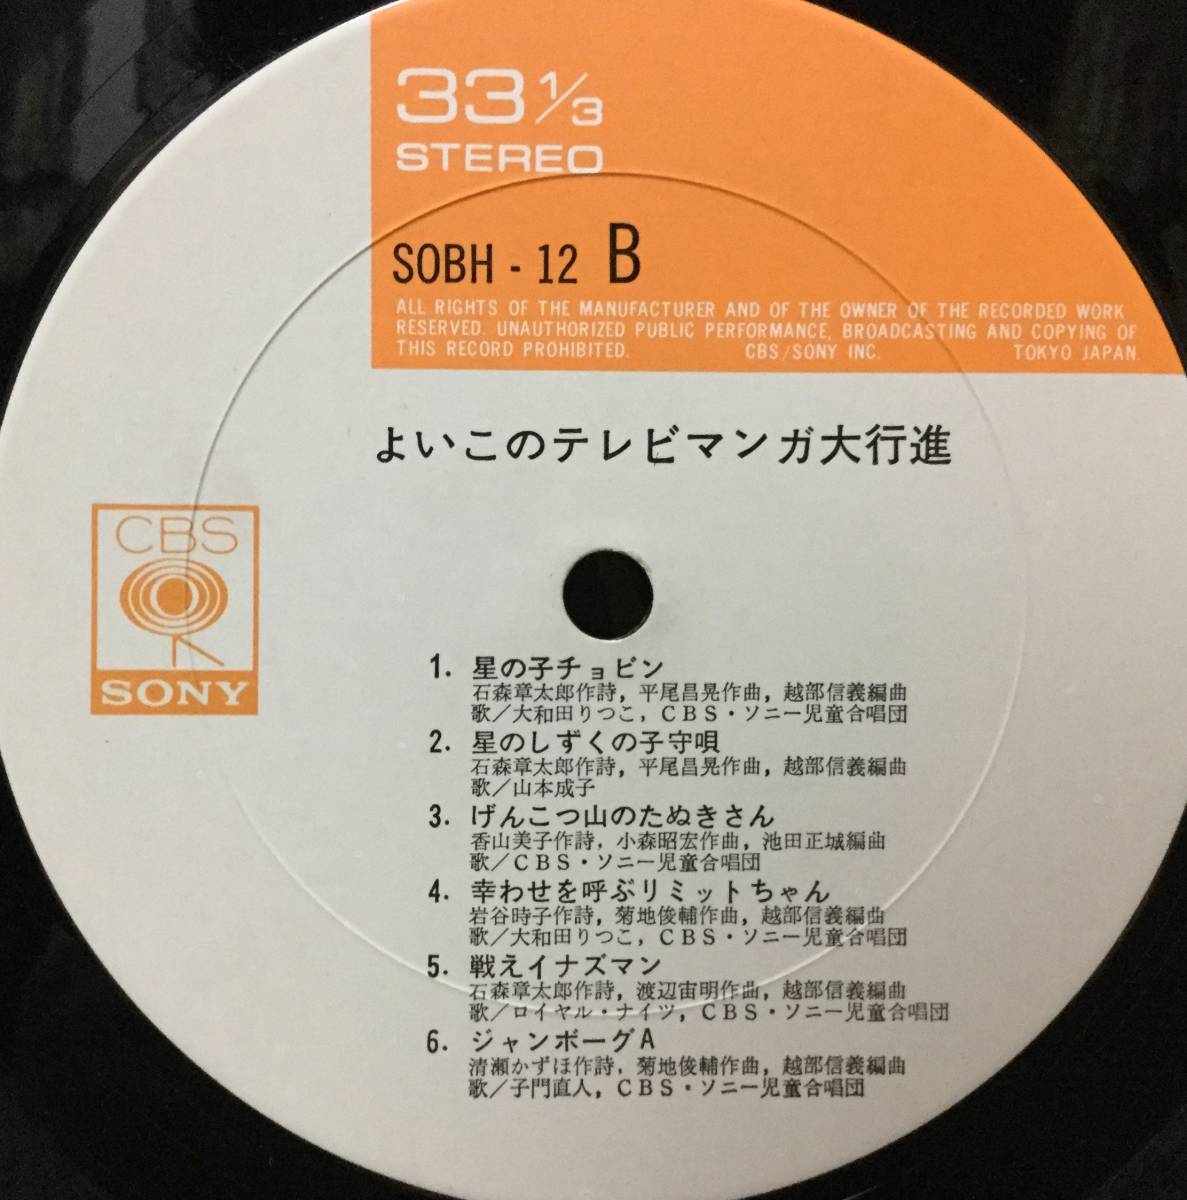 33 1/3
STEREO
SOBH - 12 B
ALL RIGHTS OF THE MANUFACTURER AND OF THE OWNER OF THE RECORDED WORK
RESERVED. UNAUTHORIZED PUBLIC PERFORMANCE, BROADCASTING AND COPYING OF
THIS RECORD PROHIBITED. CBS/SONY INC. TOKYO JAPAN.
よいこのテレビマンガ大行進
CBS
SONY
1. 星の子チョビン
石森章太郎作詩，平尾昌晃作曲，越部信義編曲
歌／大和田りつこ，CBS・ソニー児童合唱団
2. 星のしずくの子守唄
石森章太郎作詩，平尾昌晃作曲，越部信義編曲
歌／山本成子
3. げんこつ山のたぬきさん
香山美子作詩，小森昭宏作曲，池田正城編曲
歌／CBS・ソニー児童合唱団
4. 幸わせを呼ぶリミットちゃん
岩谷時子作詩，菊地俊輔作曲，越部信義編曲
歌／大和田りつこ，CBS・ソニー児童合唱団
5. 戦えイナズマン
石森章太郎作詩，渡辺宙明作曲，越部信義編曲
歌／ロイヤル・ナイツ，CBS・ソニー児童合唱団
6. ジャンボーグA
清瀬かずほ作詩，菊地俊輔作曲，越部信義編曲
歌／子門直人，CBS・ソニー児童合唱団